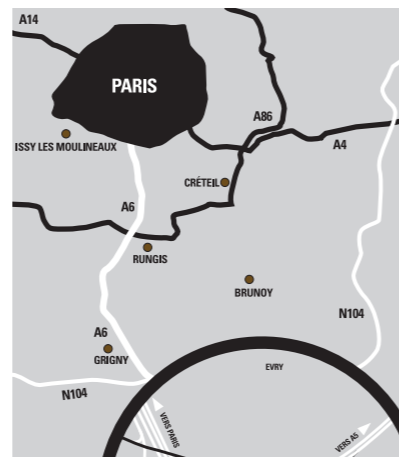 A14
PARIS
A86
ISSY LES MOULINEAUX
A4
CRÉTEIL
A6
RUNGIS
BRUNOY
N104
A6
GRIGNY
EVRY
N104
VERS PARIS
VERS A5